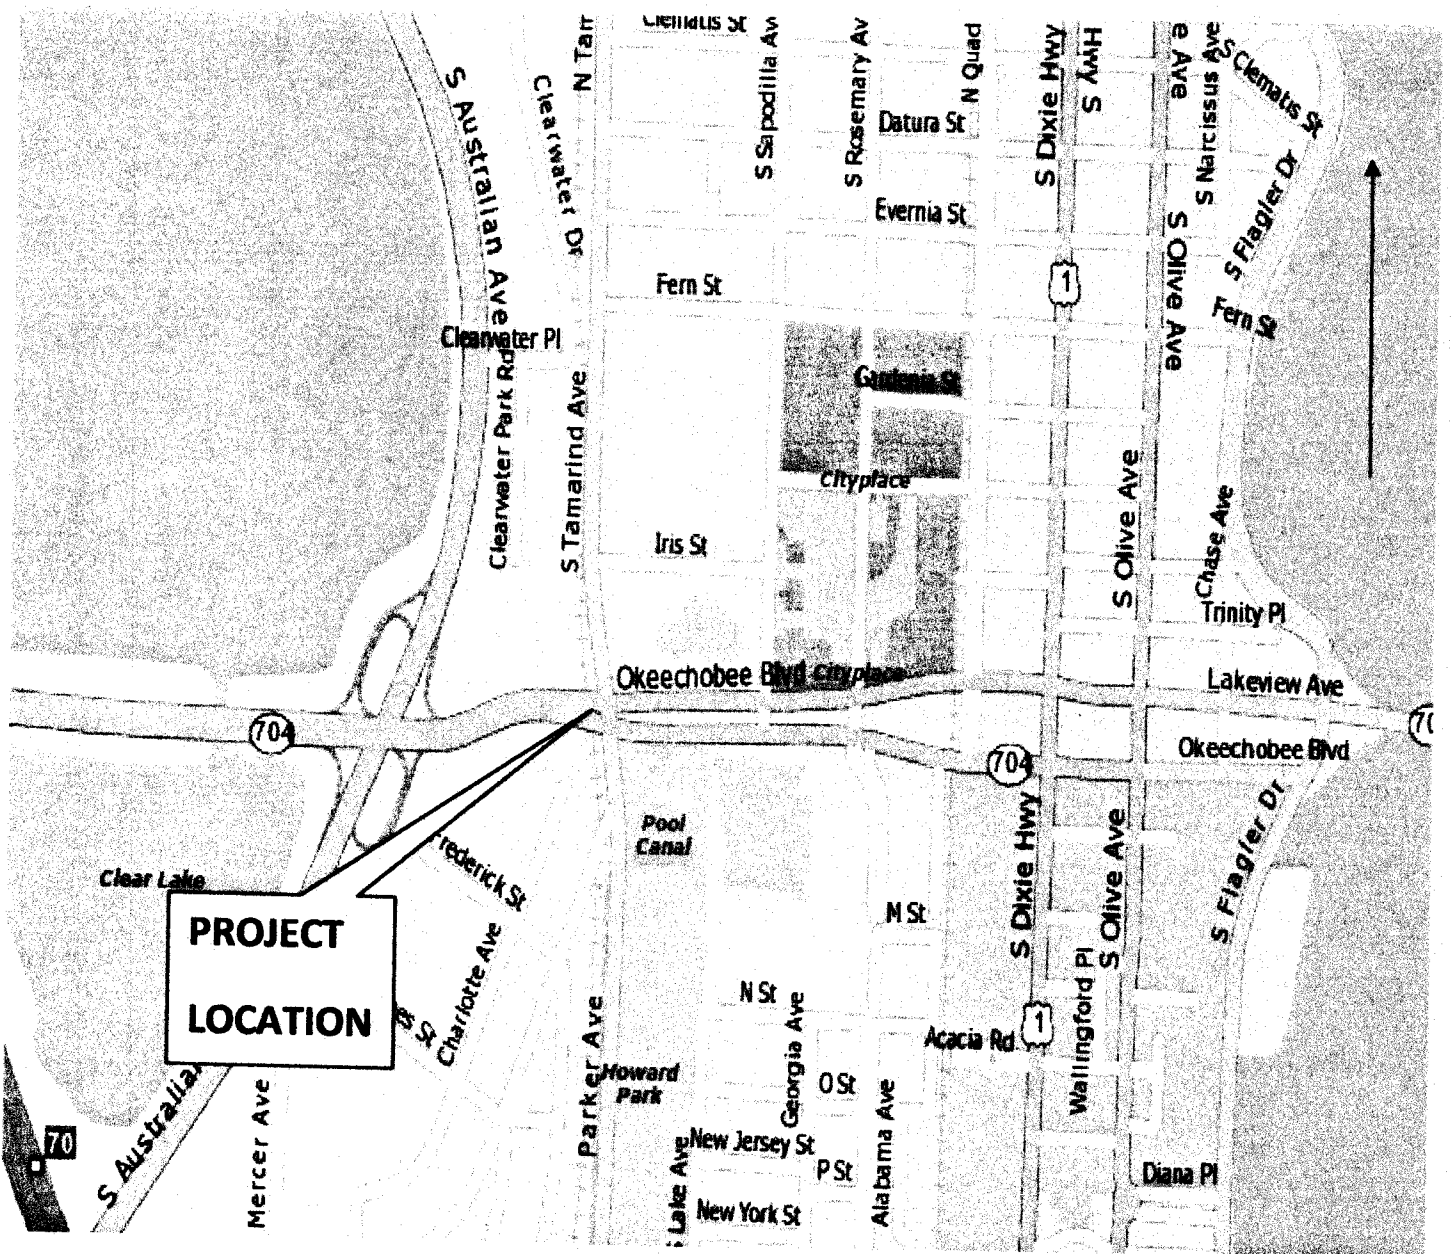 Clematis St
N Tam
S Sapodilla Av
S Rosemary Av
N Quad
S Dixie Hwy
Hwy S
e Ave
S Narcissus Ave
S Clematis St
S Australian Ave
Clearwater Dr
Datura St
S Flagler Dr
Evernia St
S Olive Ave
Fern St
1
Fern St
Clearwater Pl
Clearwater Park Rd
S Tamarind Ave
Gardenia St
Cityplace
S Olive Ave
Chase Ave
Iris St
Trinity Pl
Okeechobee Blvd
Cityplace
Lakeview Ave
704
70
704
Okeechobee Blvd
Pool
Canal
S Dixie Hwy
S Olive Ave
S Flagler Dr
Clear Lake
Frederick St
PROJECT
LOCATION
M St
Charlotte Ave
es St
N St
Georgia Ave
Parker Ave
Acacia Rd
1
Wallingford Pl
Howard
Park
O St
Alabama Ave
S Australian
Mercer Ave
70
New Jersey St
P St
Diana Pl
S Lake Ave
New York St